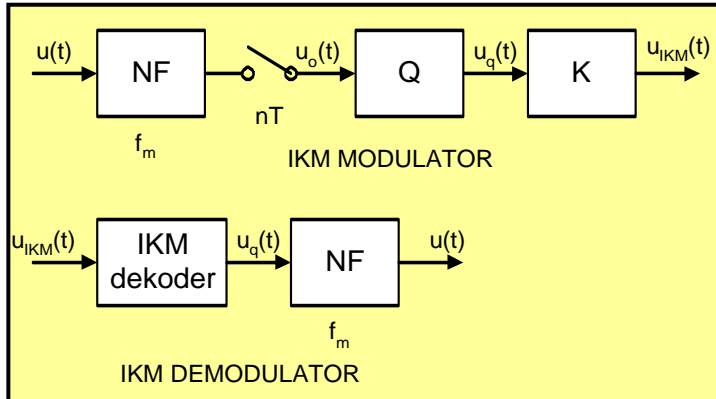 u(t) NF u_o(t) Q u_q(t) K u_IKM(t)
f_m nT
IKM MODULATOR
u_IKM(t) IKM dekoder u_q(t) NF u(t)
f_m
IKM DEMODULATOR